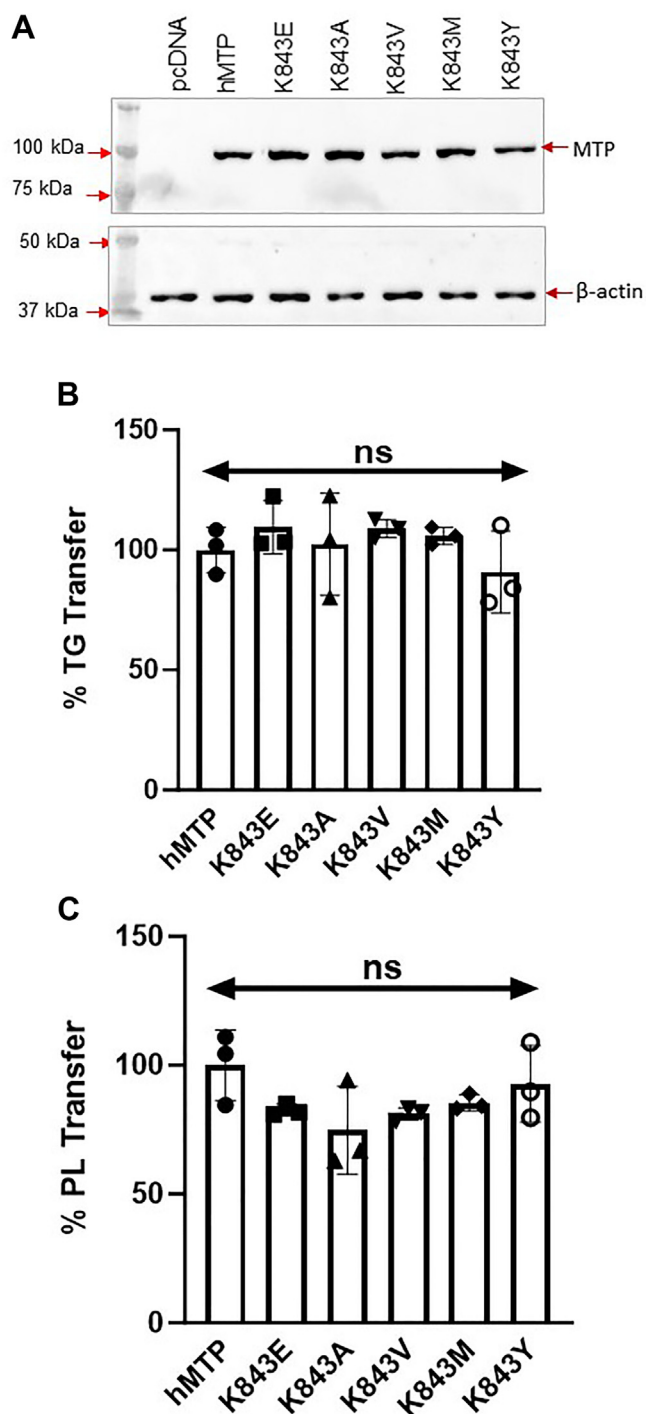 A
pcDNA hMTP K843E K843A K843V K843M K843Y
100 kDa
MTP
75 kDa
50 kDa
β-actin
37 kDa
B
150
ns
100
50
0
% TG Transfer
hMTP K843E K843A K843V K843M K843Y
C
150
ns
100
50
0
% PL Transfer
hMTP K843E K843A K843V K843M K843Y